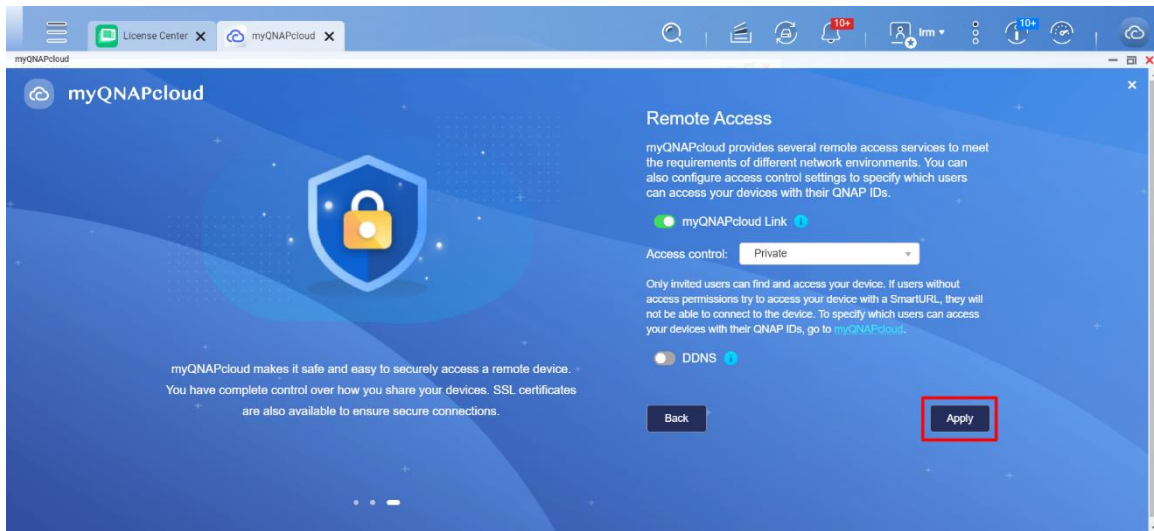 License Center
myQNAPcloud
10+
lrm
10+
myQNAPcloud
myQNAPcloud
Remote Access
myQNAPcloud provides several remote access services to meet
the requirements of different network environments. You can
also configure access control settings to specify which users
can access your devices with their QNAP IDs.
myQNAPcloud Link
Access control: Private
Only invited users can find and access your device. If users without
access permissions try to access your device with a SmartURL, they will
not be able to connect to the device. To specify which users can access
your devices with their QNAP IDs, go to myQNAPcloud.
DDNS
Back
Apply
myQNAPcloud makes it safe and easy to securely access a remote device.
You have complete control over how you share your devices. SSL certificates
are also available to ensure secure connections.